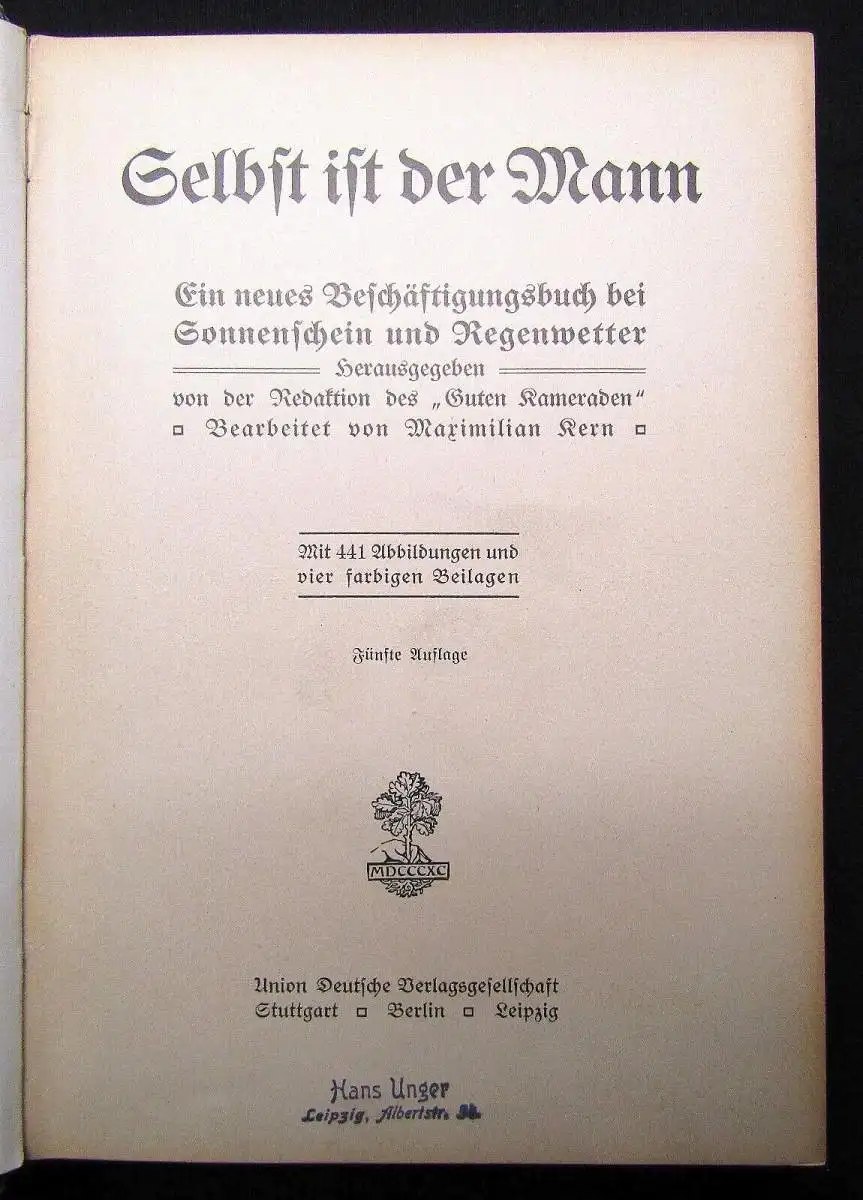 Selbst ist der Mann
Ein neues Beschäftigungsbuch bei
Sonnenschein und Regenwetter
Herausgegeben
von der Redaktion des „Guten Kameraden“
Bearbeitet von Maximilian Kern
Mit 441 Abbildungen und
vier farbigen Beilagen
Fünfte Auflage
MDCCCXC
Union Deutsche Verlagsgesellschaft
Stuttgart □ Berlin □ Leipzig
Hans Unger
Leipzig, Albertstr.